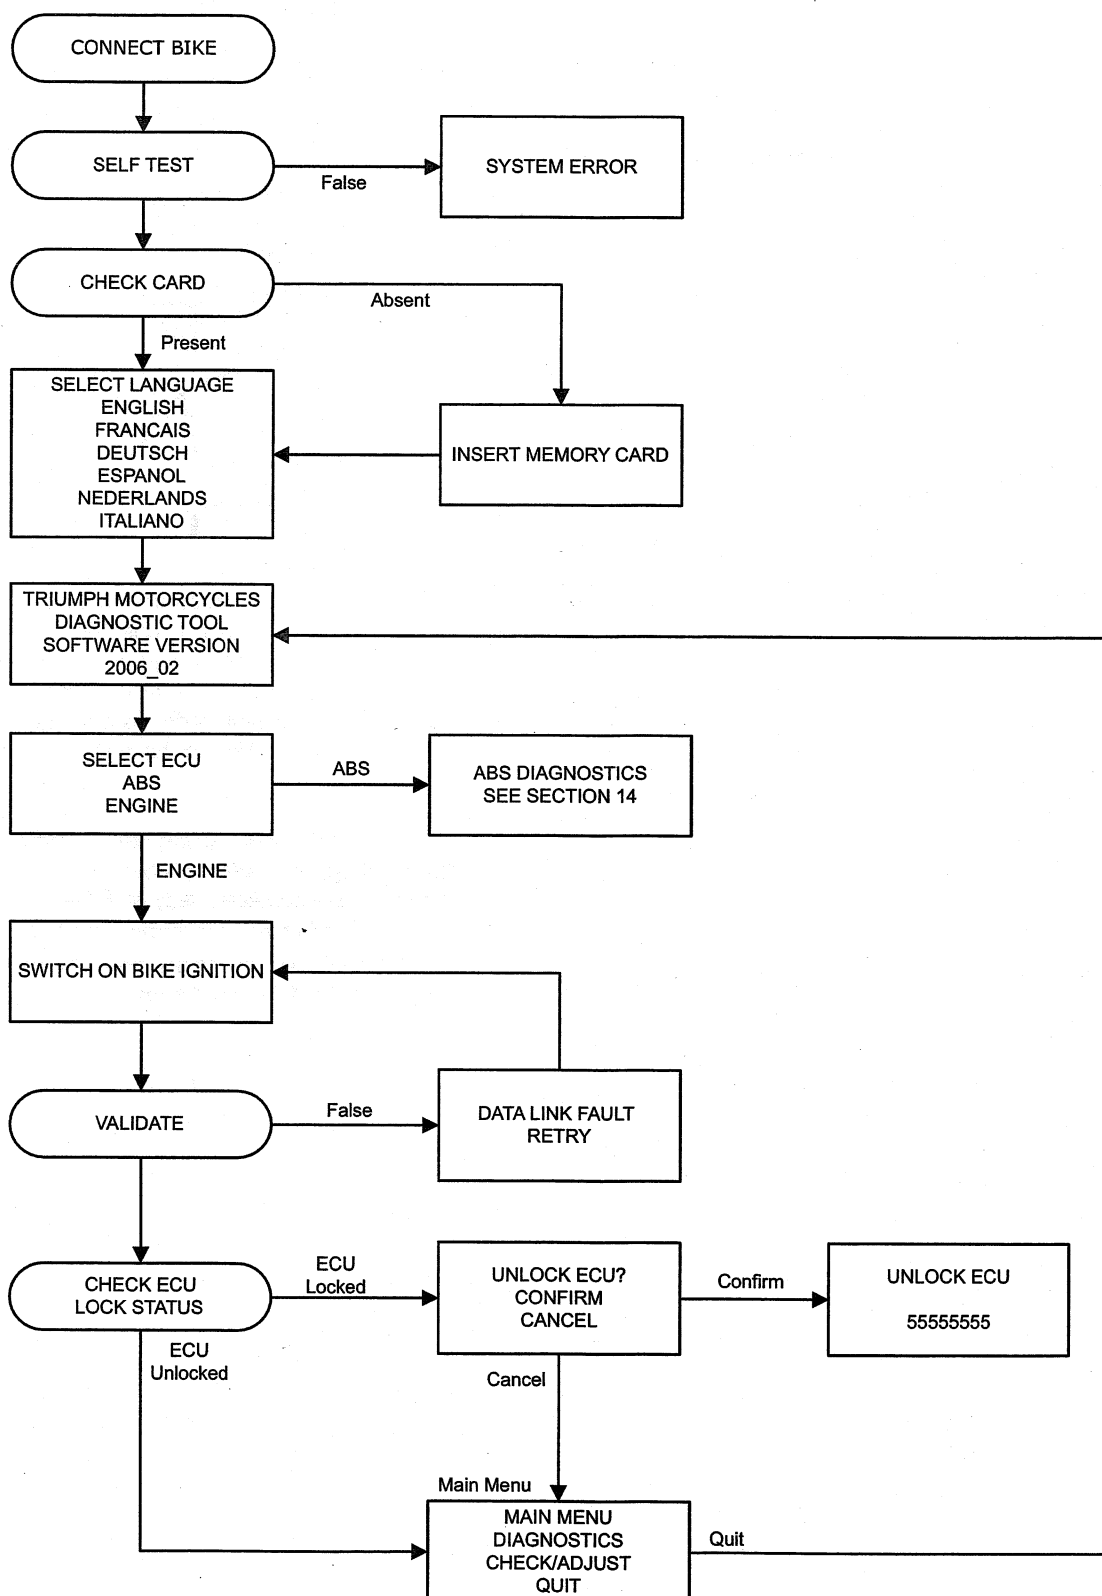 CONNECT BIKE
SELF TEST
False
SYSTEM ERROR
CHECK CARD
Absent
Present
SELECT LANGUAGE
ENGLISH
FRANCAIS
DEUTSCH
ESPANOL
NEDERLANDS
ITALIANO
INSERT MEMORY CARD
TRIUMPH MOTORCYCLES
DIAGNOSTIC TOOL
SOFTWARE VERSION
2006_02
SELECT ECU
ABS
ENGINE
ABS
ABS DIAGNOSTICS
SEE SECTION 14
ENGINE
SWITCH ON BIKE IGNITION
VALIDATE
False
DATA LINK FAULT
RETRY
CHECK ECU
LOCK STATUS
ECU
Locked
UNLOCK ECU?
CONFIRM
CANCEL
Confirm
UNLOCK ECU
55555555
ECU
Unlocked
Cancel
Main Menu
MAIN MENU
DIAGNOSTICS
CHECK/ADJUST
QUIT
Quit